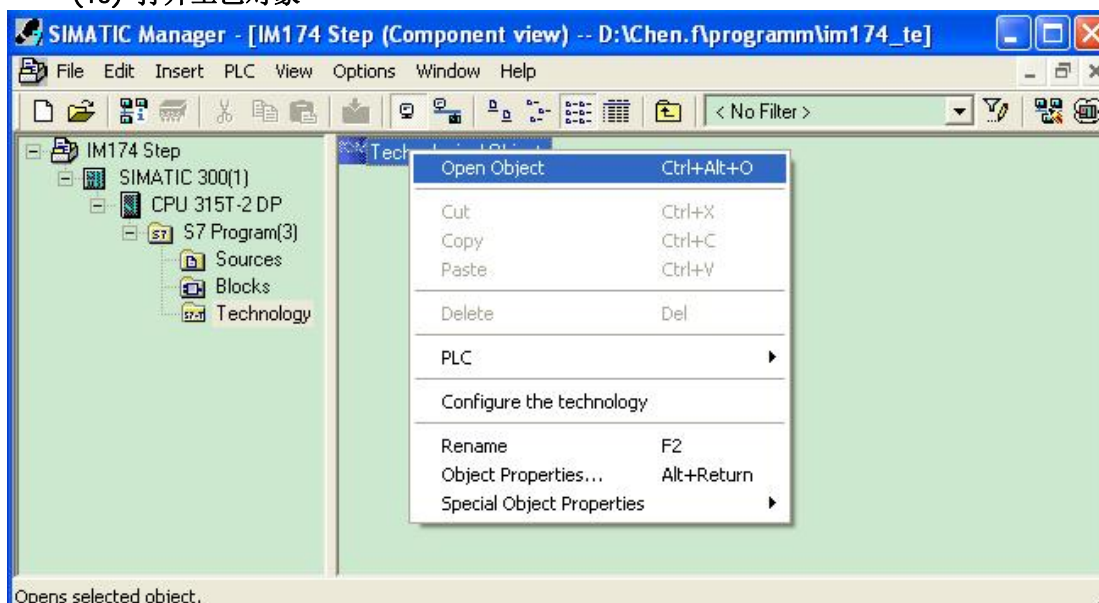 SIMATIC Manager - [IM174 Step (Component view) -- D:\Chen.f\programm\im174_te]
File Edit Insert PLC View Options Window Help
< No Filter >
IM174 Step
SIMATIC 300(1)
CPU 315T-2 DP
S7 Program(3)
Sources
Blocks
Technology
Open Object Ctrl+Alt+O
Cut Ctrl+X
Copy Ctrl+C
Paste Ctrl+V
Delete Del
PLC
Configure the technology
Rename F2
Object Properties... Alt+Return
Special Object Properties
Opens selected object.